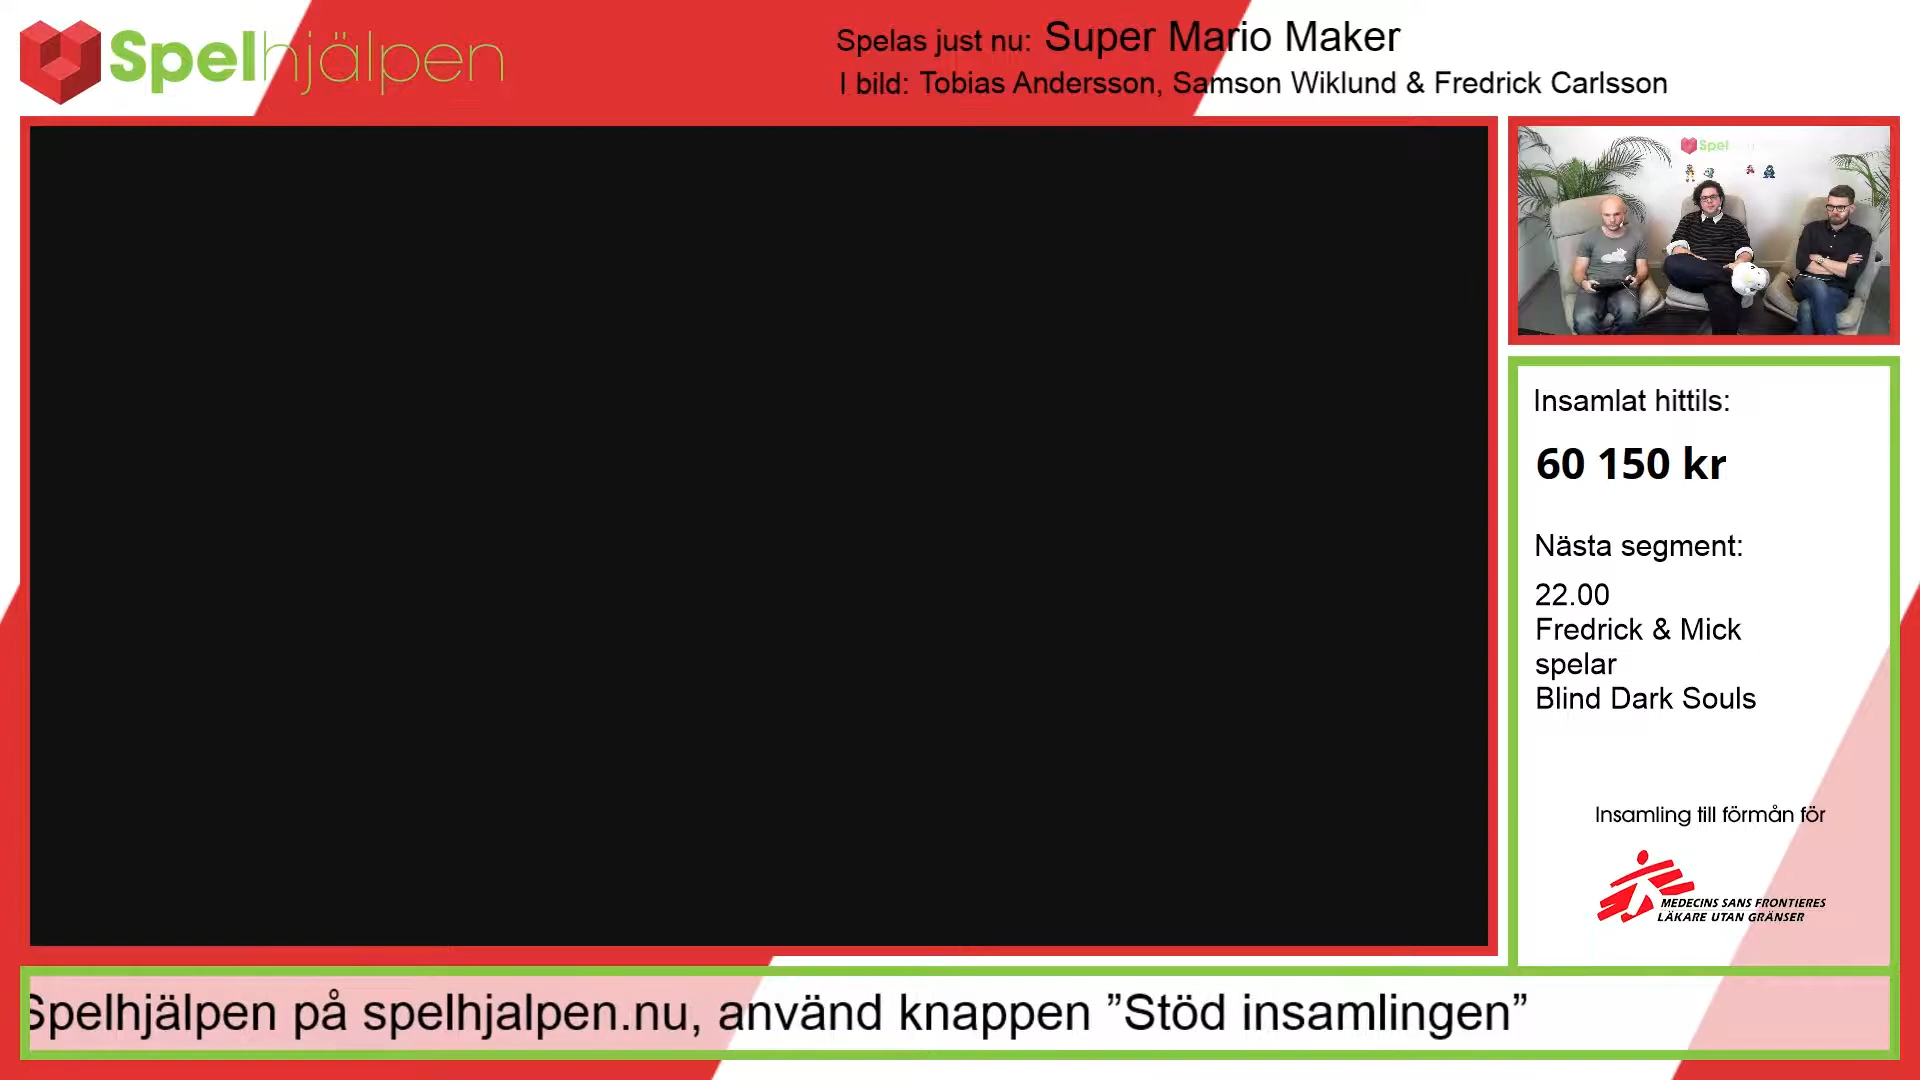 Spelhjälpen
Spelas just nu: Super Mario Maker
I bild: Tobias Andersson, Samson Wiklund & Fredrick Carlsson
Spel
Insamlat hittils:
60 150 kr
Nästa segment:
22.00
Fredrick & Mick
spelar
Blind Dark Souls
Insamling till förmån för
MEDECINS SANS FRONTIERES
LÄKARE UTAN GRÄNSER
Spelhjälpen på spelhjalpen.nu, använd knappen ”Stöd insamlingen”